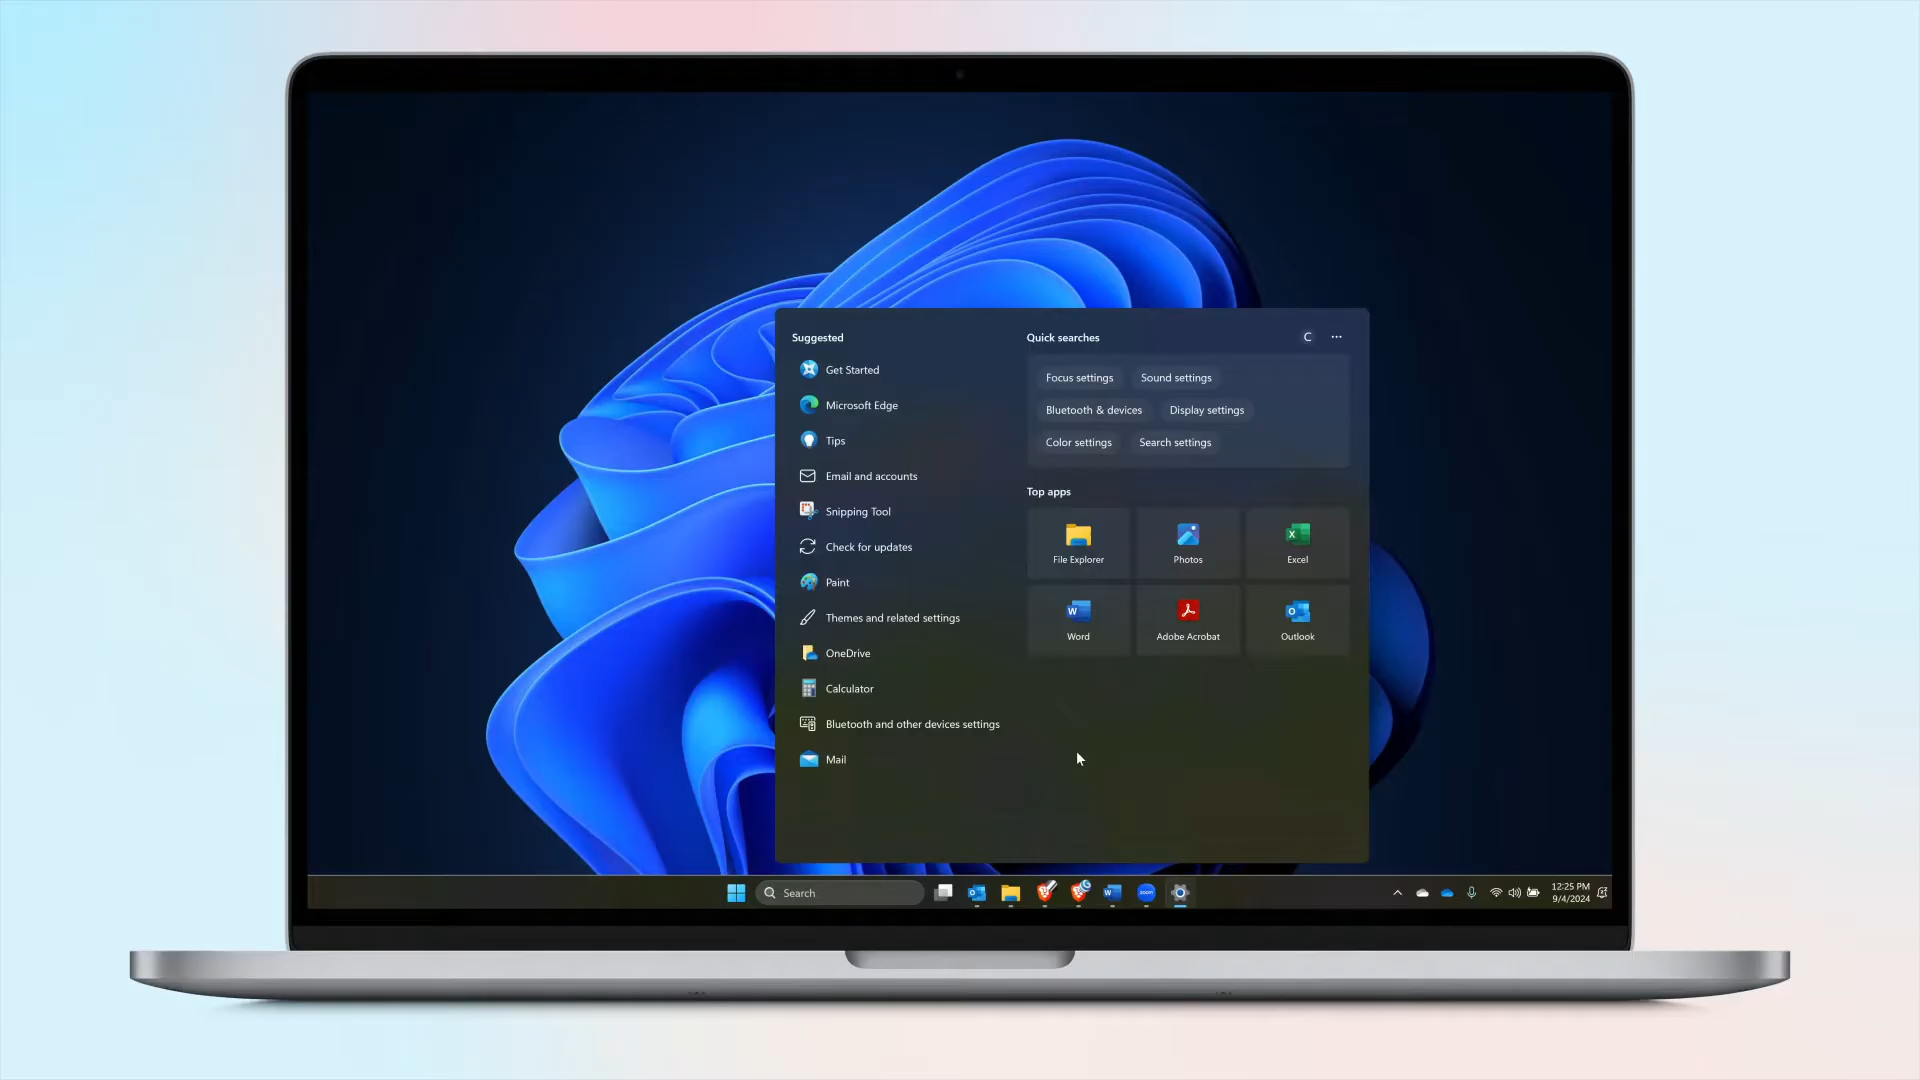 Suggested
Get Started
Microsoft Edge
Tips
Email and accounts
Snipping Tool
Check for updates
Paint
Themes and related settings
OneDrive
Calculator
Bluetooth and other devices settings
Mail
Quick searches
C
Focus settings Sound settings
Bluetooth & devices Display settings
Color settings Search settings
Top apps
File Explorer Photos Excel
Word Adobe Acrobat Outlook
Search
12:25 PM
9/4/2024